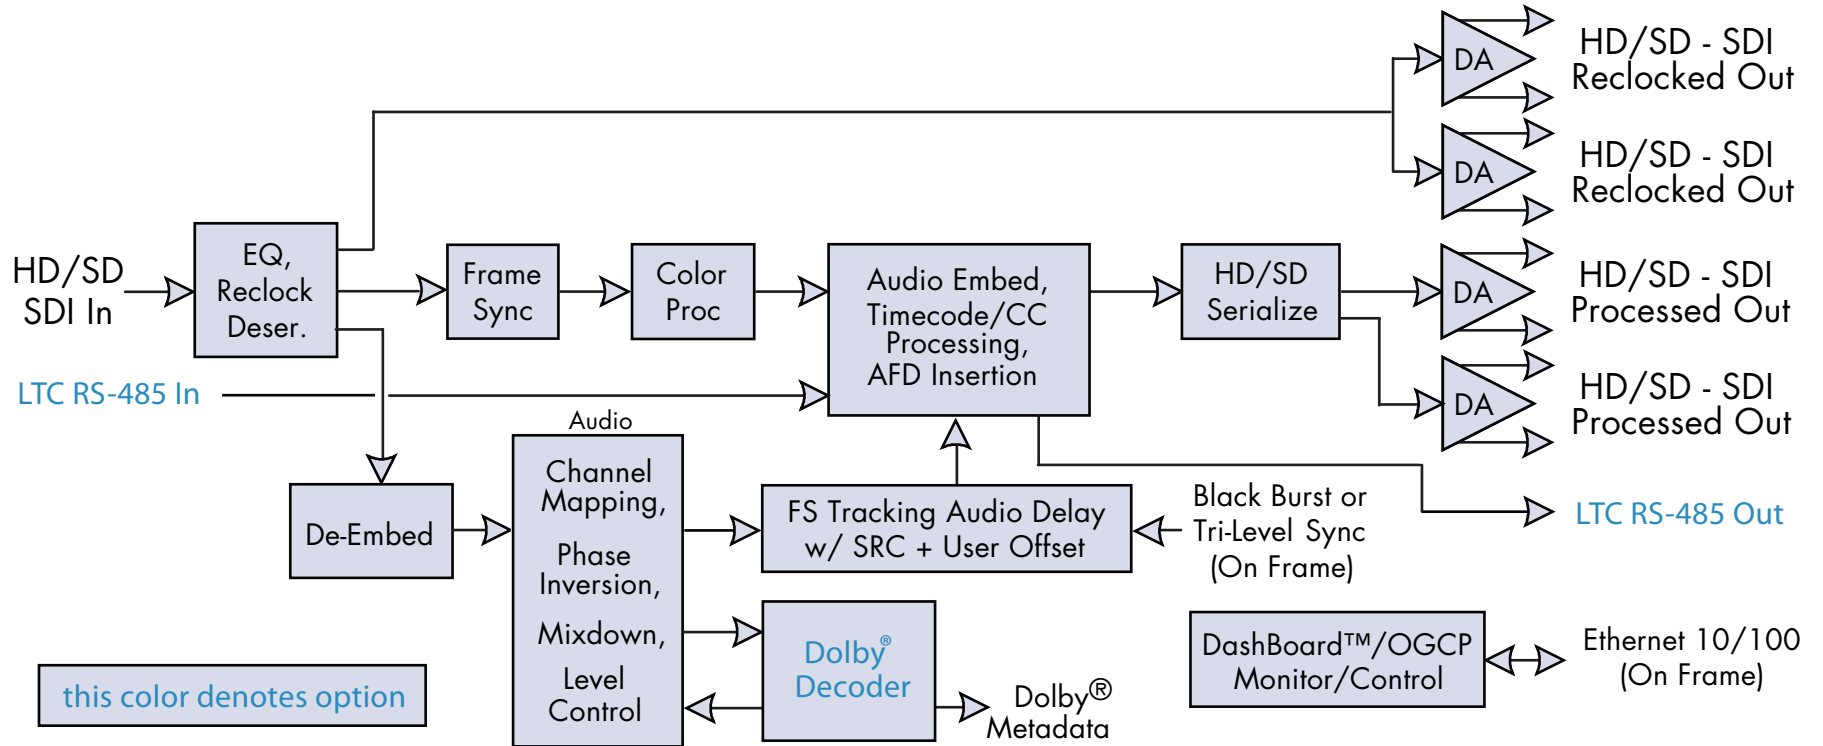 HD/SD
SDI In
EQ,
Reclock
Deser.
Frame
Sync
Color
Proc
Audio Embed,
Timecode/CC
Processing,
AFD Insertion
HD/SD
Serialize
DA
HD/SD - SDI
Reclocked Out
DA
HD/SD - SDI
Reclocked Out
DA
HD/SD - SDI
Processed Out
DA
HD/SD - SDI
Processed Out
LTC RS-485 In
LTC RS-485 Out
De-Embed
Audio
Channel
Mapping,
Phase
Inversion,
Mixdown,
Level
Control
FS Tracking Audio Delay
w/ SRC + User Offset
Black Burst or
Tri-Level Sync
(On Frame)
Dolby®
Decoder
Dolby®
Metadata
DashBoard™/OGCP
Monitor/Control
Ethernet 10/100
(On Frame)
this color denotes option